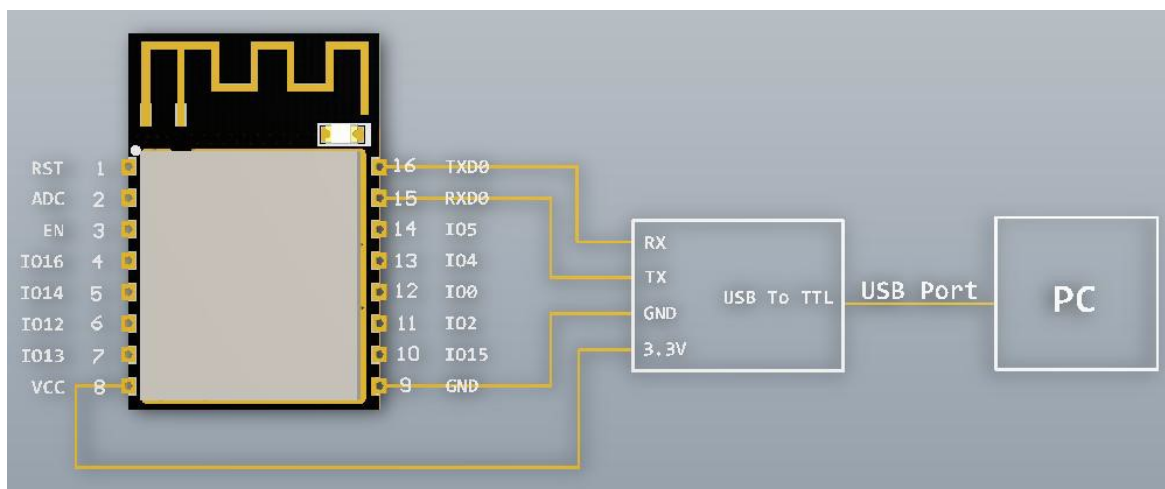 RST 1
ADC 2
EN 3
IO16 4
IO14 5
IO12 6
IO13 7
VCC 8
16 TXD0
15 RXD0
14 IO5
13 IO4
12 IO0
11 IO2
10 IO15
9 GND
RX
TX
GND
3.3V
USB To TTL
USB Port
PC